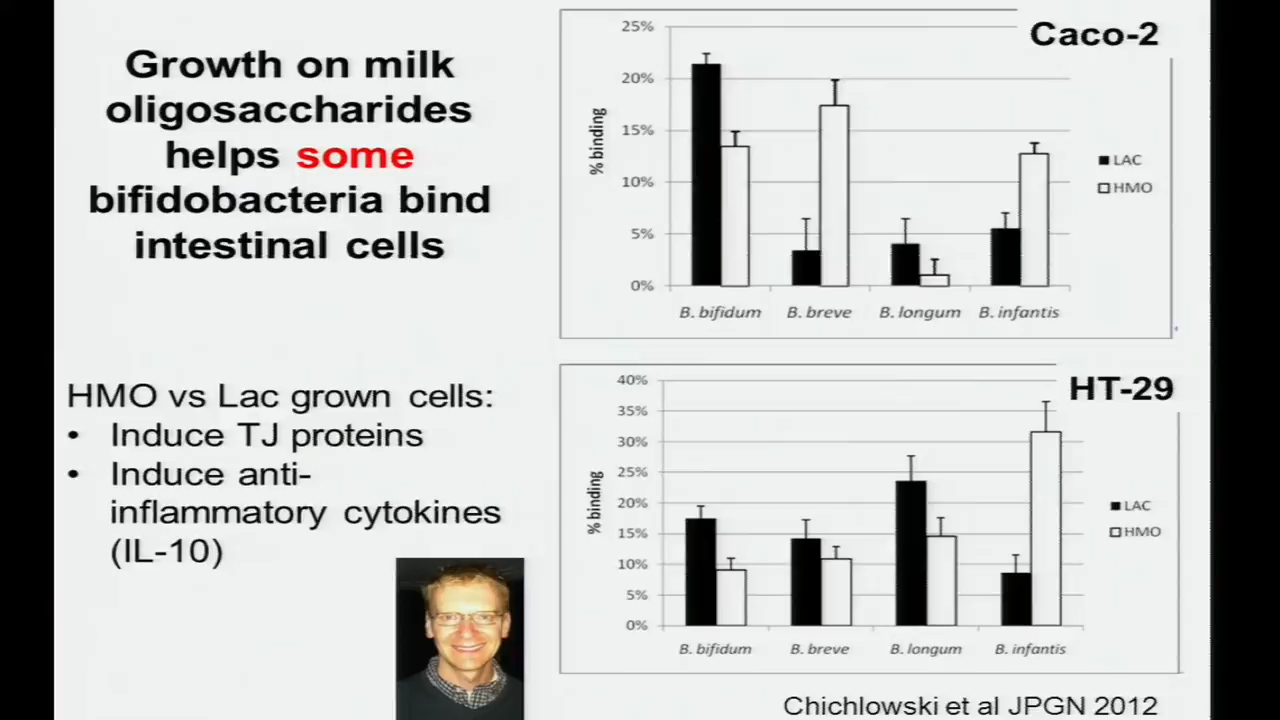 Growth on milk
oligosaccharides
helps some
bifidobacteria bind
intestinal cells
HMO vs Lac grown cells:
• Induce TJ proteins
• Induce anti-
inflammatory cytokines
(IL-10)
Caco-2
25%
20%
15%
10%
5%
0%
% binding
B. bifidum B. breve B. longum B. infantis
LAC
HMO
HT-29
40%
35%
30%
25%
20%
15%
10%
5%
0%
% binding
B. bifidum B. breve B. longum B. infantis
LAC
HMO
Chichlowski et al JPGN 2012